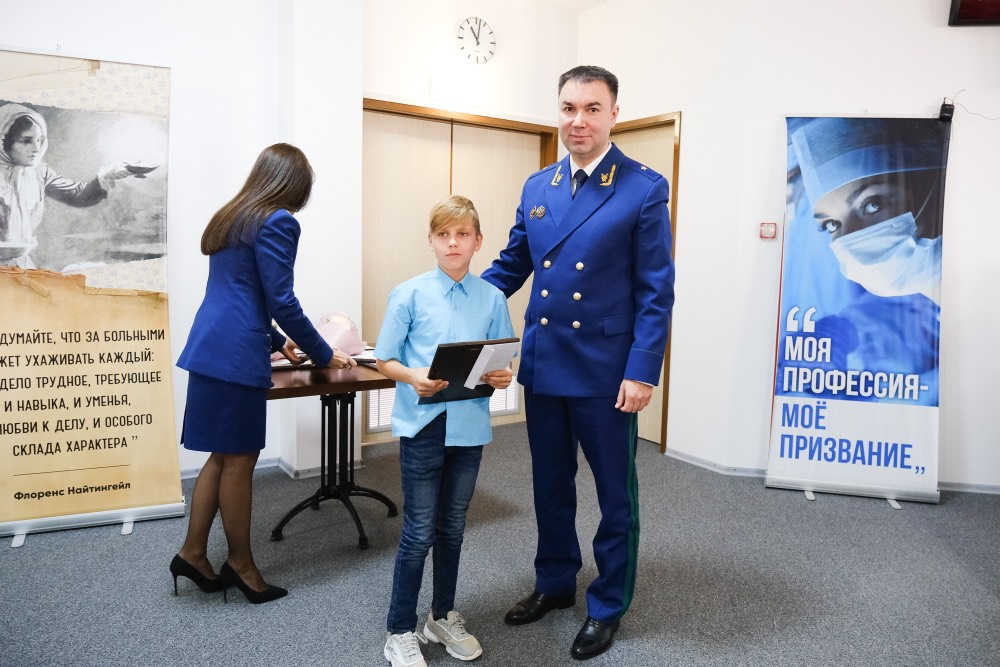 ДУМАЙТЕ, ЧТО ЗА БОЛЬНЫМИ
ЖЕТ УХАЖИВАТЬ КАЖДЫЙ:
ДЕЛО ТРУДНОЕ, ТРЕБУЮЩЕЕ
И НАВЫКА, И УМЕНЬЯ,
ЮБВИ К ДЕЛУ, И ОСОБОГО
СКЛАДА ХАРАКТЕРА ”
Флоренс Найтингейл
“ МОЯ
ПРОФЕССИЯ-
МОЁ
ПРИЗВАНИЕ„